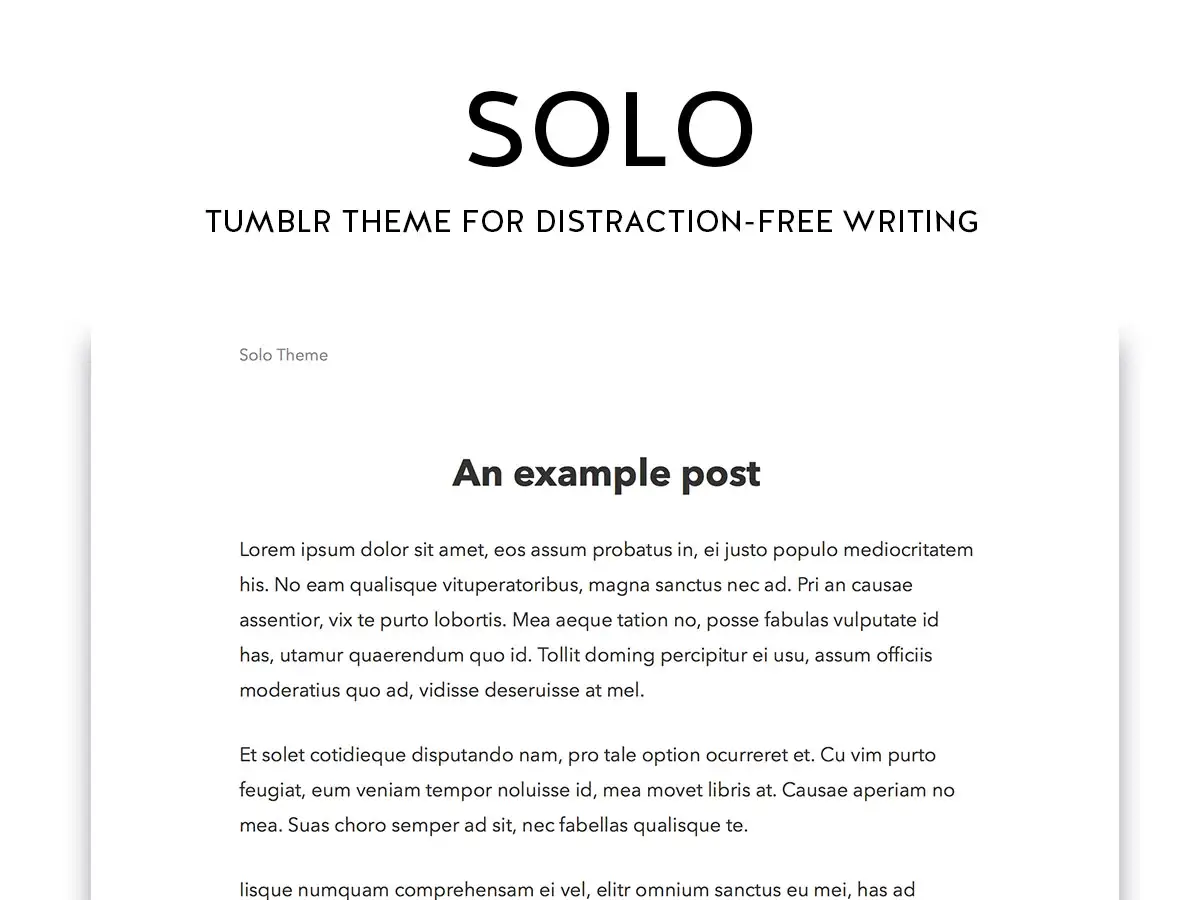 SOLO
TUMBLR THEME FOR DISTRACTION-FREE WRITING
Solo Theme
An example post
Lorem ipsum dolor sit amet, eos assum probatus in, ei justo populo mediocritatem
his. No eam qualisque vituperatoribus, magna sanctus nec ad. Pri an causae
assentior, vix te purto lobortis. Mea aeque tation no, posse fabulas vulputate id
has, utamur quaerendum quo id. Tollit doming percipitur ei usu, assum officiis
moderatius quo ad, vidisse deseruisse at mel.
Et solet cotidieque disputando nam, pro tale option ocurreret et. Cu vim purto
feugiat, eum veniam tempor noluisse id, mea movet libris at. Causae aperiam no
mea. Suas choro semper ad sit, nec fabellas qualisque te.
Iisque numquam comprehensam ei vel, elitr omnium sanctus eu mei, has ad